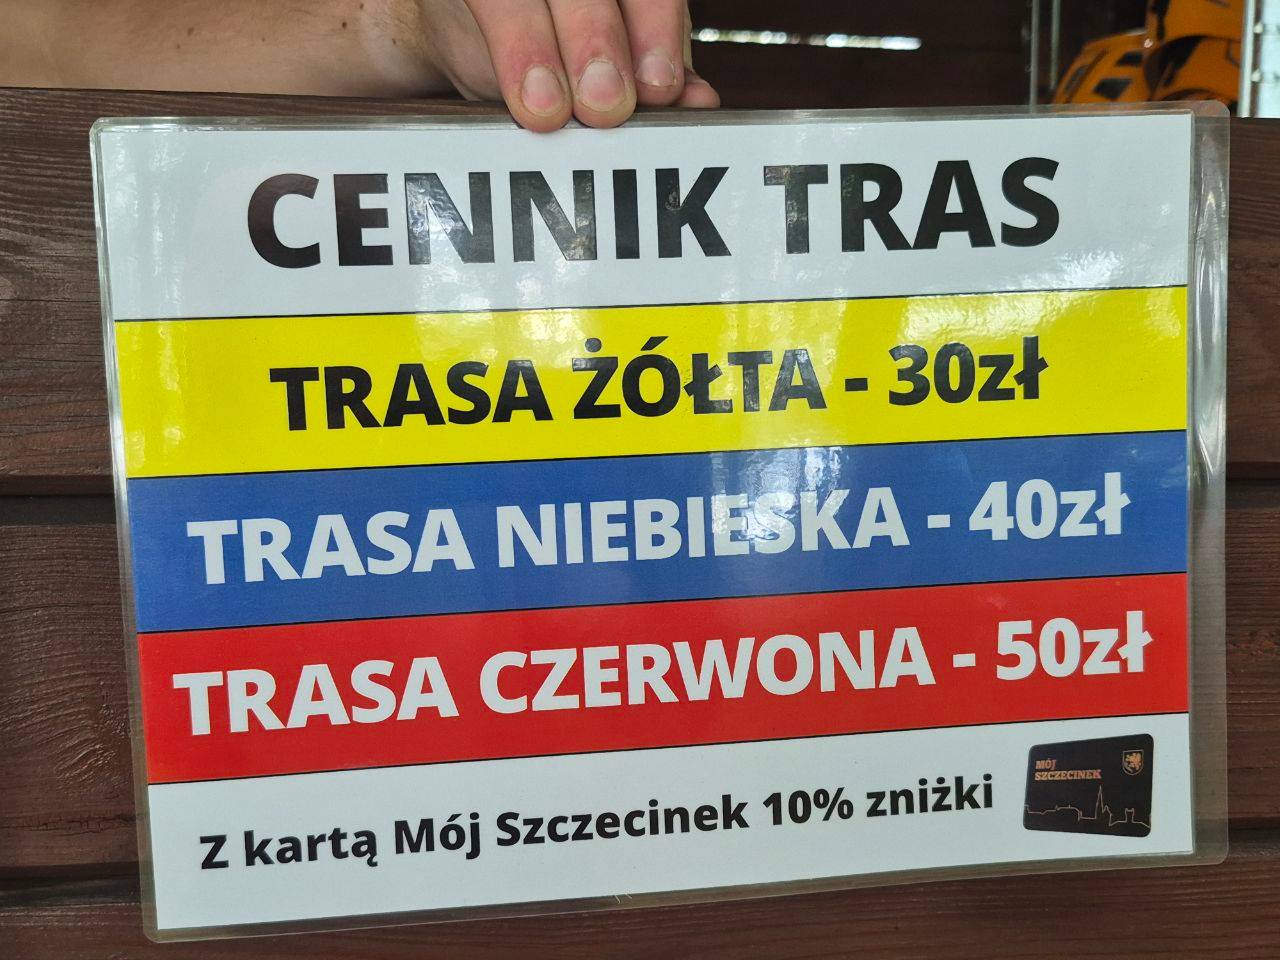 CENNIK TRAS
TRASA ŻÓŁTA - 30zł
TRASA NIEBIESKA - 40zł
TRASA CZERWONA - 50zł
Z kartą Mój Szczecinek 10% zniżki
MÓJ
SZCZECINEK